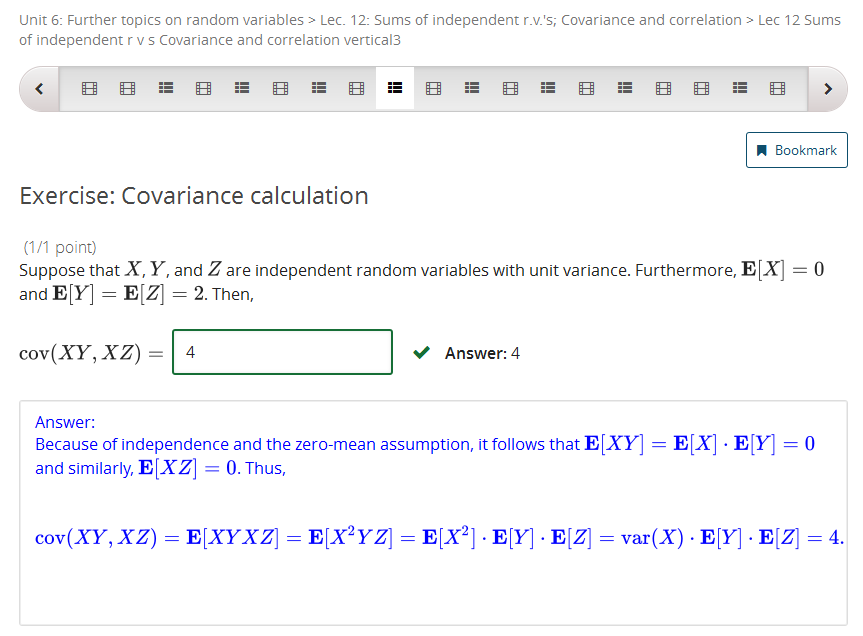 Unit 6: Further topics on random variables > Lec. 12: Sums of independent r.v.'s; Covariance and correlation > Lec 12 Sums
of independent r v s Covariance and correlation vertical3
Bookmark
Exercise: Covariance calculation
(1/1 point)
Suppose that X, Y, and Z are independent random variables with unit variance. Furthermore, E[X] = 0
and E[Y] = E[Z] = 2. Then,
cov(XY, XZ) = 4 Answer: 4
Answer:
Because of independence and the zero-mean assumption, it follows that E[XY] = E[X] · E[Y] = 0
and similarly, E[XZ] = 0. Thus,
cov(XY, XZ) = E[XYXZ] = E[X²YZ] = E[X²] · E[Y] · E[Z] = var(X) · E[Y] · E[Z] = 4.